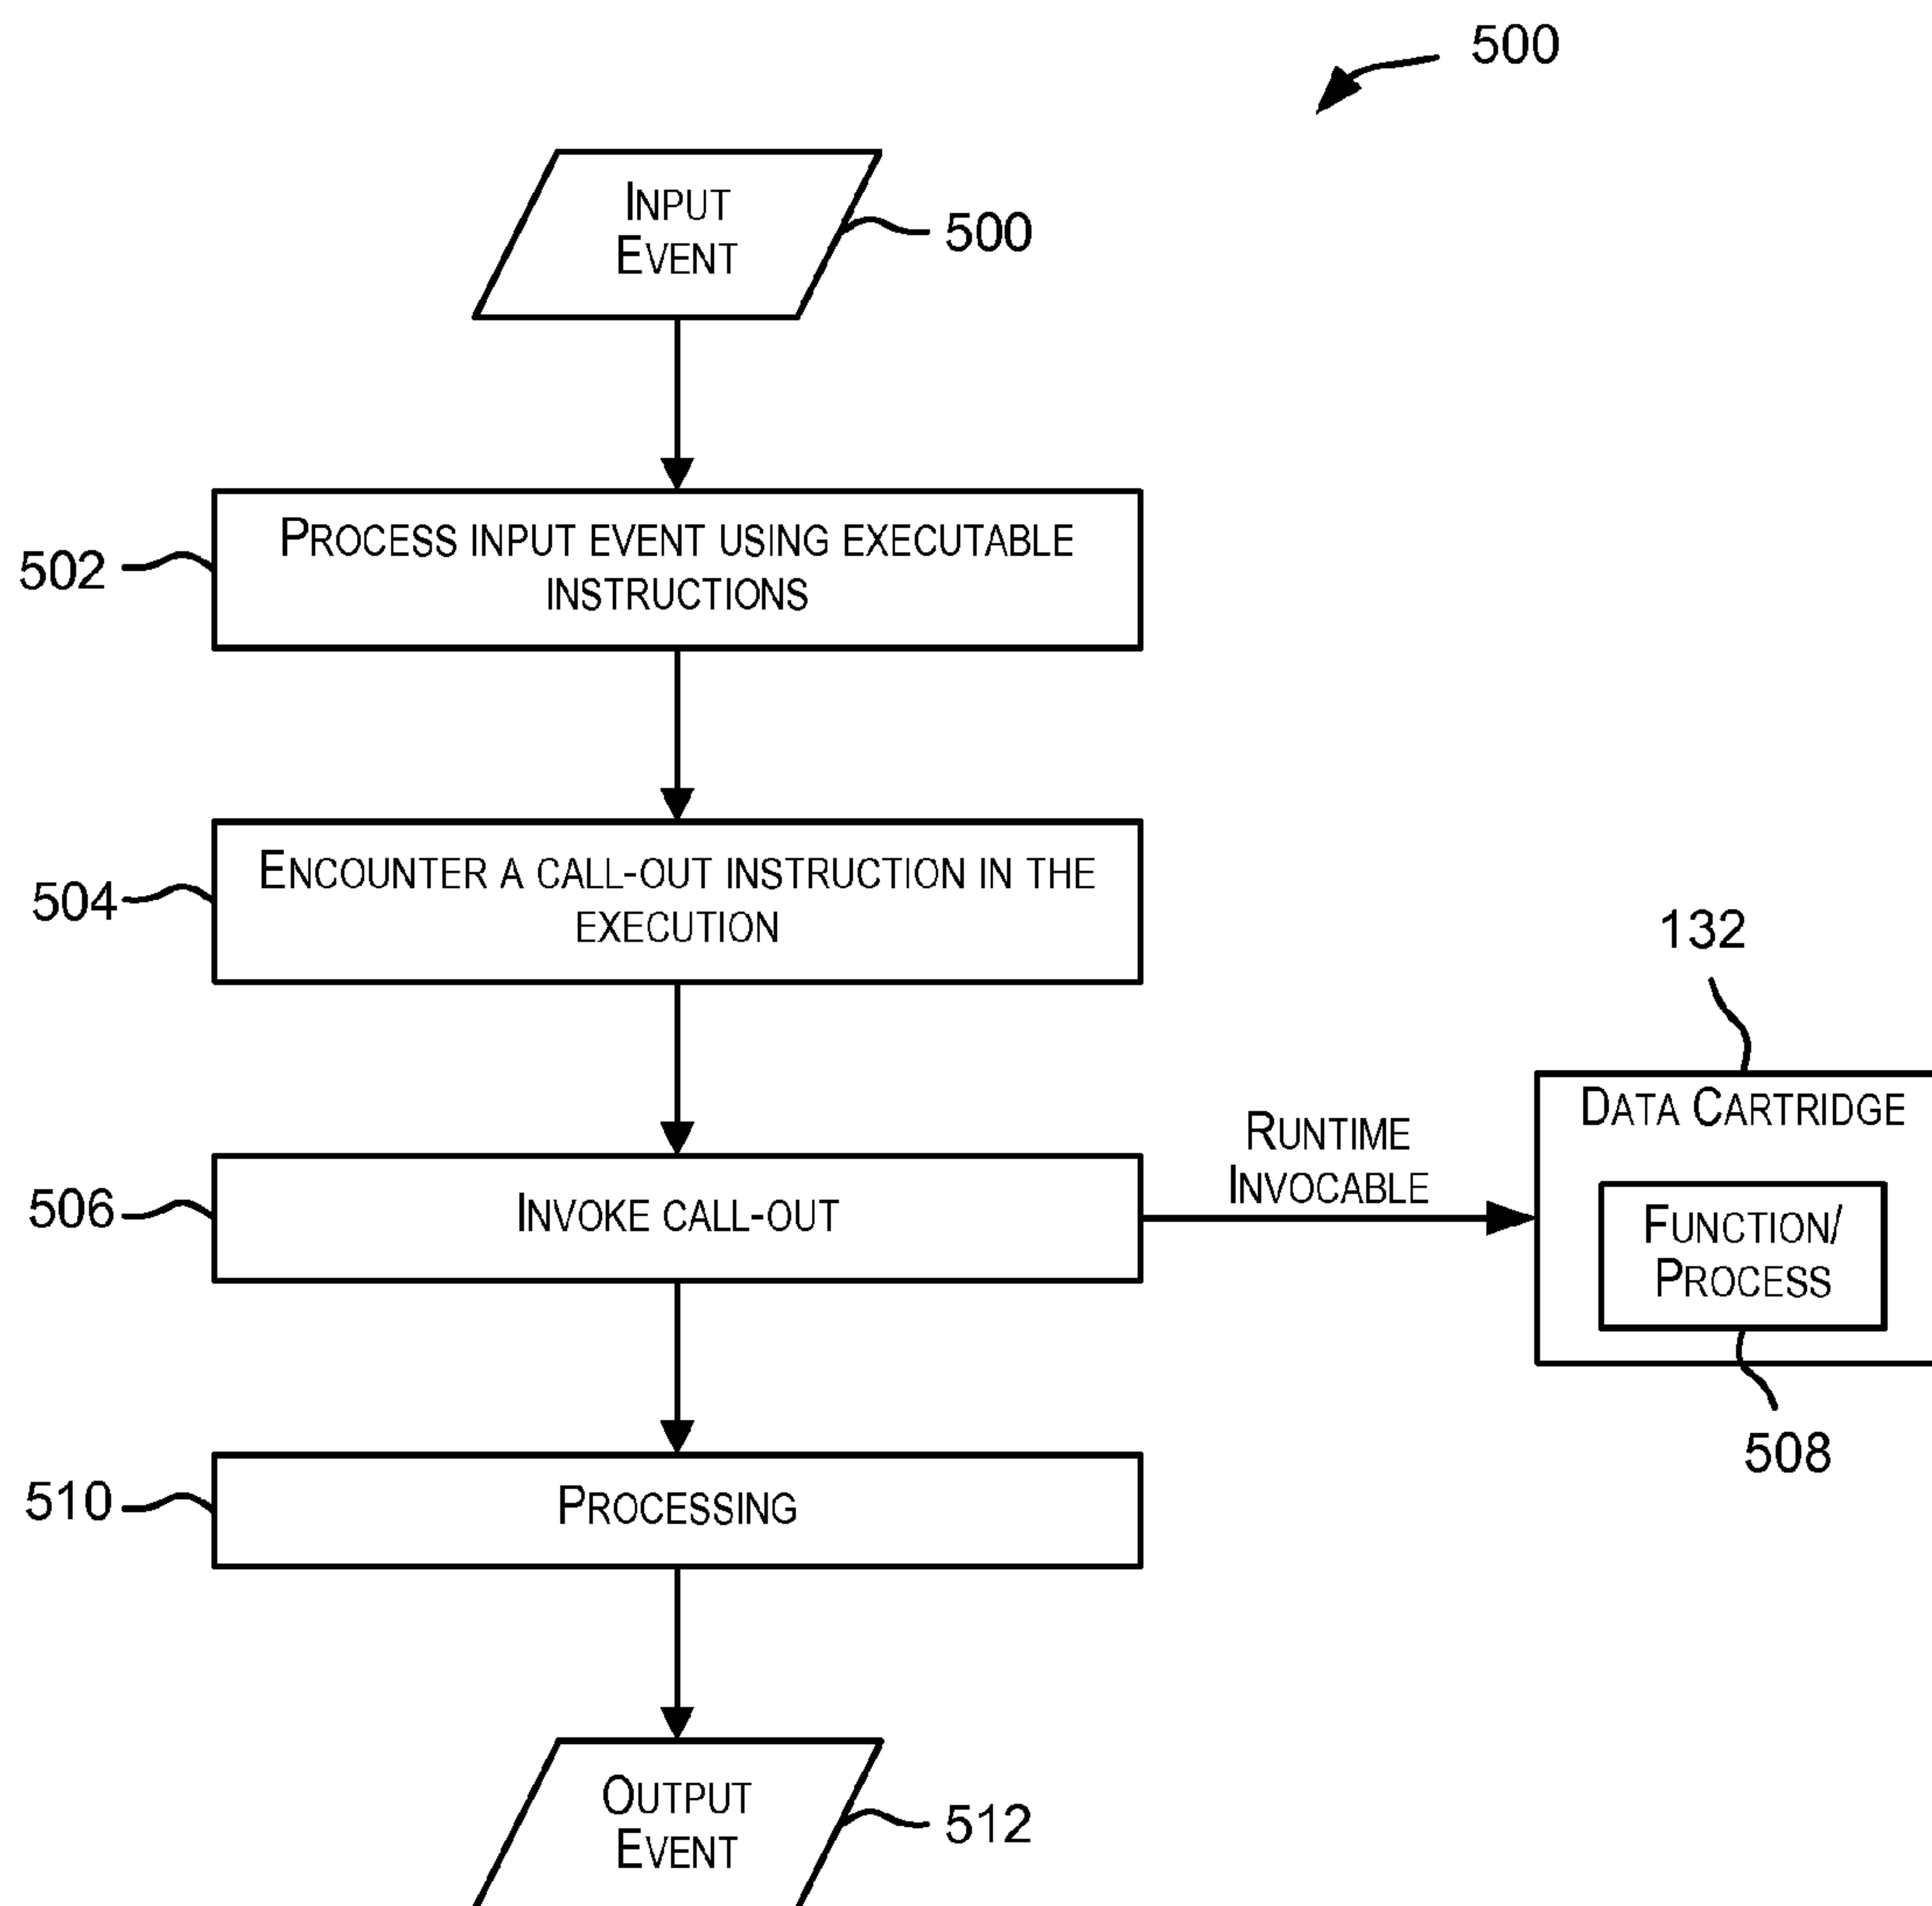 500
INPUT
EVENT
500
PROCESS INPUT EVENT USING EXECUTABLE
INSTRUCTIONS
502
ENCOUNTER A CALL-OUT INSTRUCTION IN THE
EXECUTION
504
132
DATA CARTRIDGE
RUNTIME
INVOCABLE
INVOKE CALL-OUT
506
FUNCTION/
PROCESS
508
PROCESSING
510
OUTPUT
EVENT
512